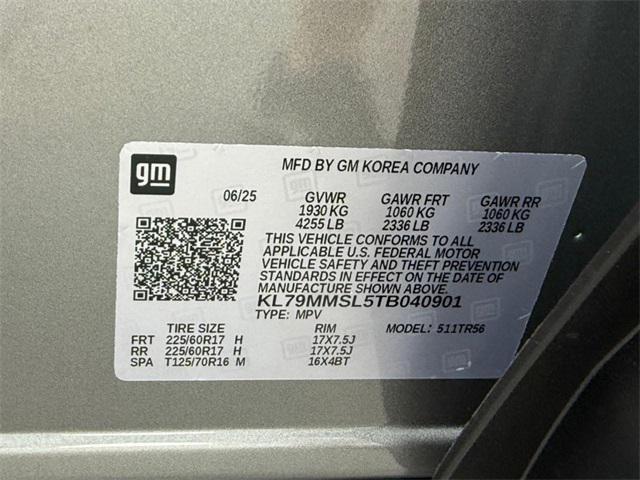 gm
MFD BY GM KOREA COMPANY
06/25 GVWR GAWR FRT GAWR RR
1930 KG 1060 KG 1060 KG
4255 LB 2336 LB 2336 LB
THIS VEHICLE CONFORMS TO ALL
APPLICABLE U.S. FEDERAL MOTOR
VEHICLE SAFETY AND THEFT PREVENTION
STANDARDS IN EFFECT ON THE DATE OF
MANUFACTURE SHOWN ABOVE.
KL79MMSL5TB040901
TYPE: MPV MODEL: 511TR56
TIRE SIZE RIM
FRT 225/60R17 H 17X7.5J
RR 225/60R17 H 17X7.5J
SPA T125/70R16 M 16X4BT